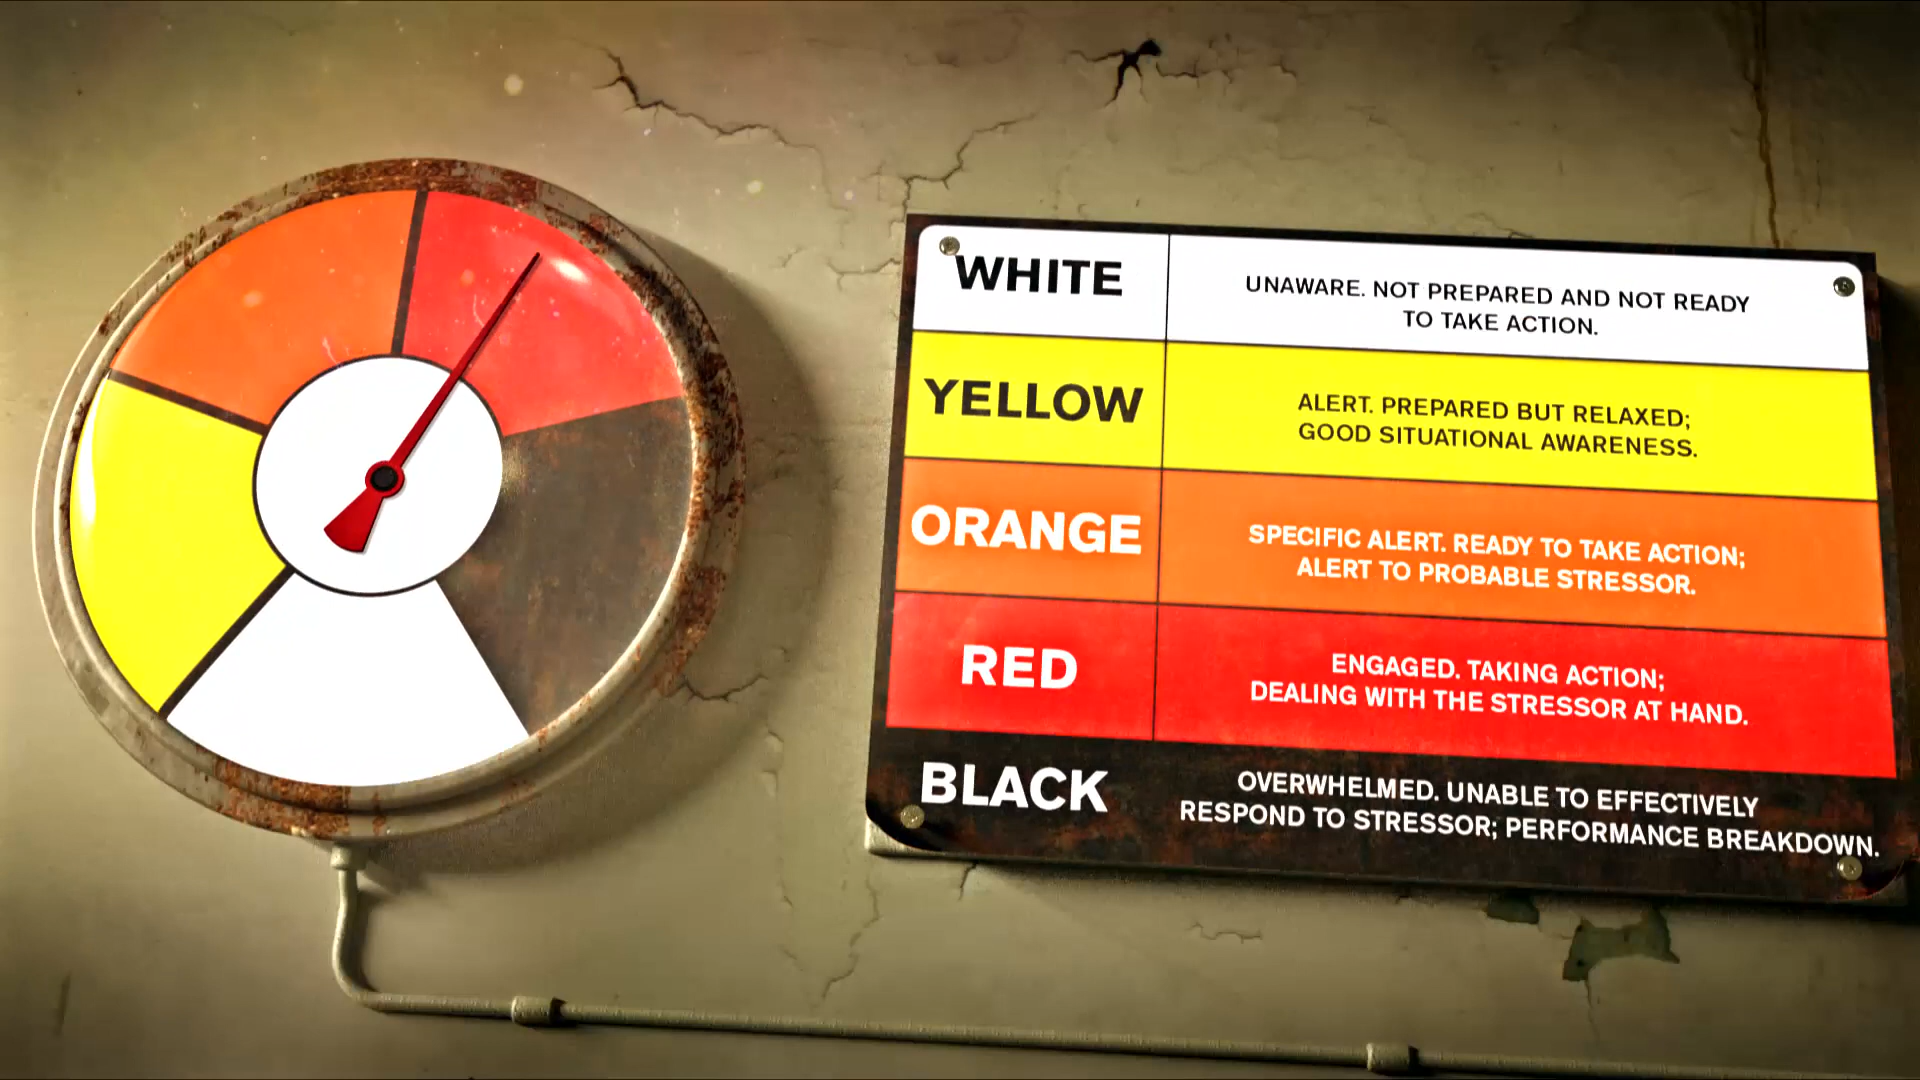 WHITE
UNAWARE. NOT PREPARED AND NOT READY
TO TAKE ACTION.
YELLOW
ALERT. PREPARED BUT RELAXED;
GOOD SITUATIONAL AWARENESS.
ORANGE
SPECIFIC ALERT. READY TO TAKE ACTION;
ALERT TO PROBABLE STRESSOR.
RED
ENGAGED. TAKING ACTION;
DEALING WITH THE STRESSOR AT HAND.
BLACK
OVERWHELMED. UNABLE TO EFFECTIVELY
RESPOND TO STRESSOR; PERFORMANCE BREAKDOWN.